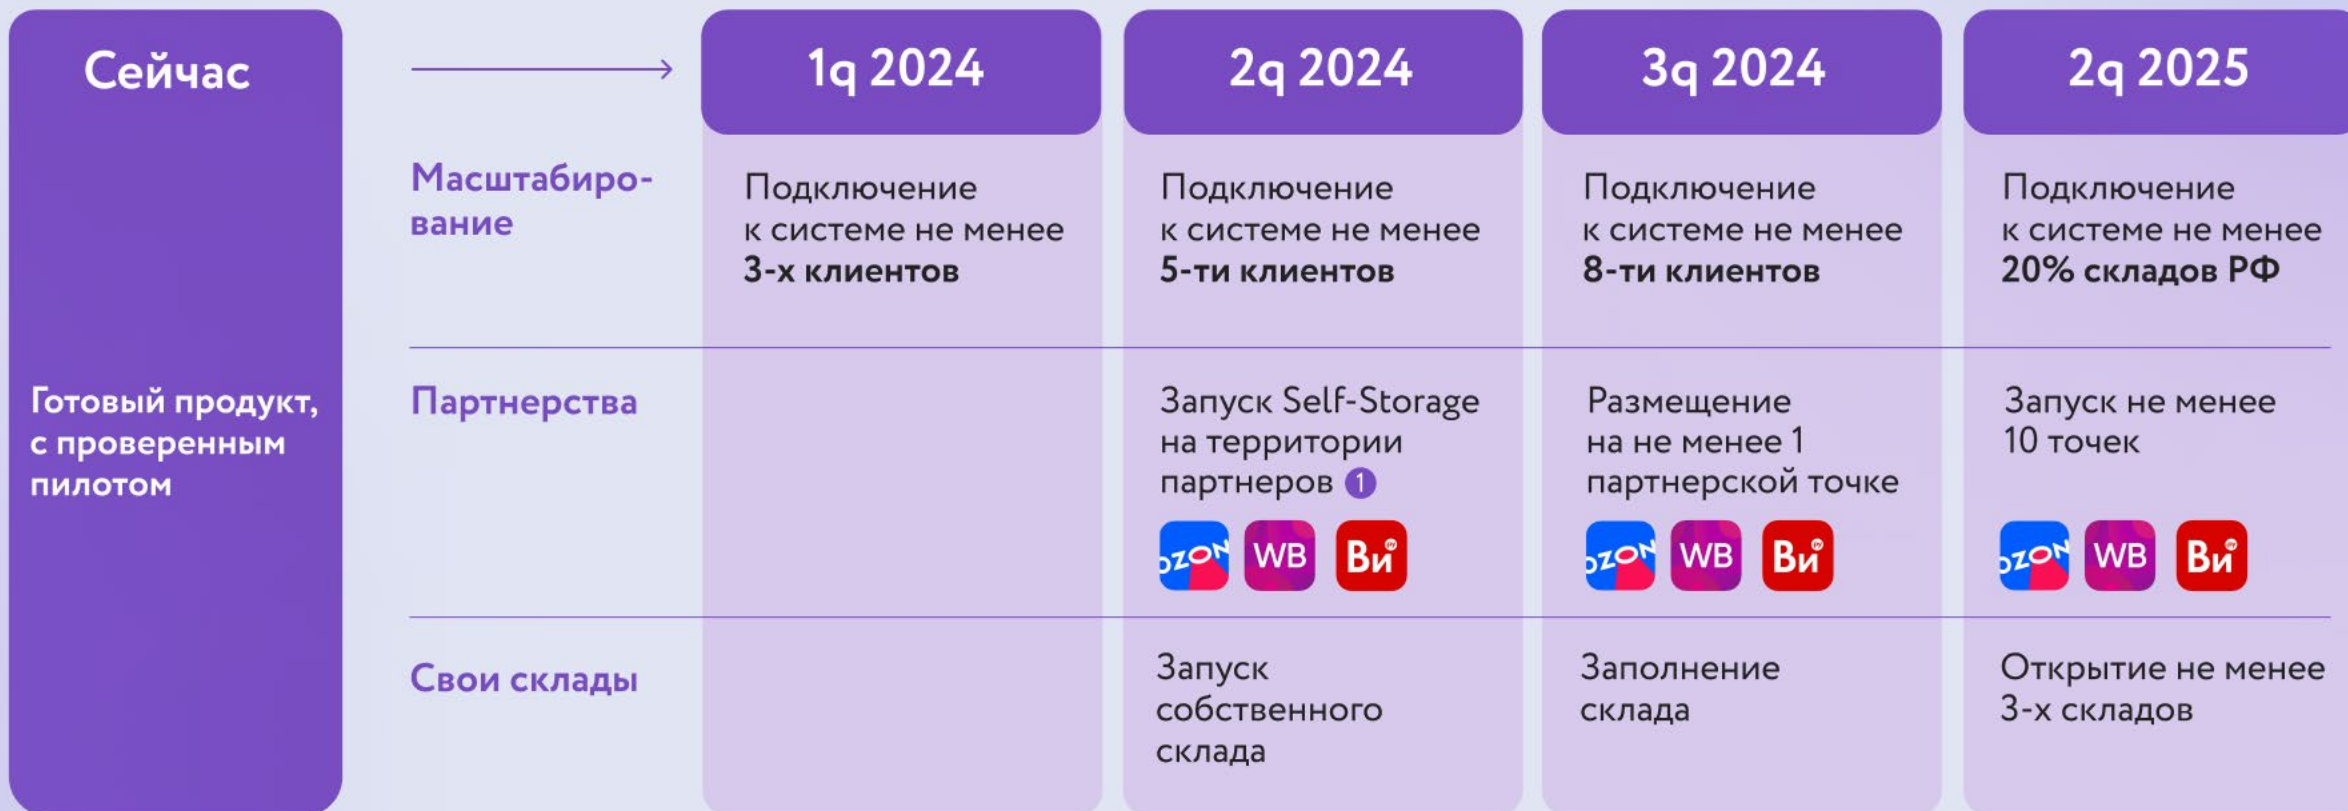 Сейчас
1q 2024
2q 2024
3q 2024
2q 2025
Готовый продукт,
с проверенным
пилотом
Масштабиро-
вание
Подключение
к системе не менее
3-х клиентов
Подключение
к системе не менее
5-ти клиентов
Подключение
к системе не менее
8-ти клиентов
Подключение
к системе не менее
20% складов РФ
Партнерства
Запуск Self-Storage
на территории
партнеров 1
OZON WB Ви
Размещение
на не менее 1
партнерской точке
OZON WB Ви
Запуск не менее
10 точек
OZON WB Ви
Свои склады
Запуск
собственного
склада
Заполнение
склада
Открытие не менее
3-х складов